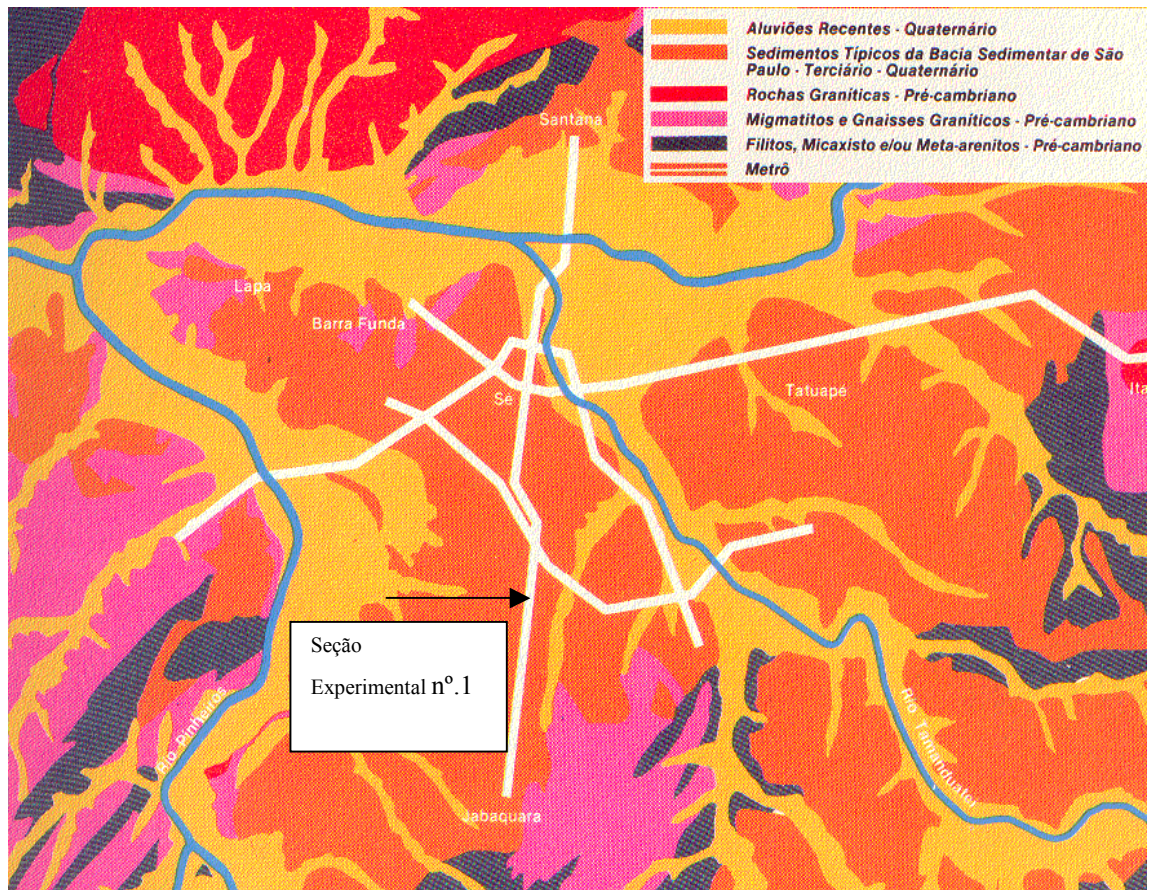 Aluviões Recentes - Quaternário
Sedimentos Típicos da Bacia Sedimentar de São
Paulo - Terciário - Quaternário
Rochas Graníticas - Pré-cambriano
Migmatitos e Gnaisses Graníticos - Pré-cambriano
Filitos, Micaxisto e/ou Meta-arenitos - Pré-cambriano
Metrô
Santana
Lapa
Barra Funda
Sé
Tatuapé
Ita
Seção
Experimental nº.1
Rio Pinheiros
Rio Tamanduateí
Jabaquara